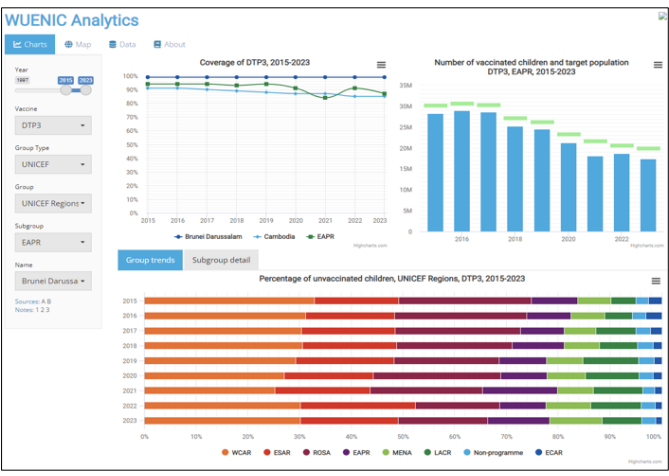 WUENIC Analytics
Charts Map Data About
Year
1997 2015 2023
Vaccine
DTP3
Group Type
UNICEF
Group
UNICEF Regions
Subgroup
EAPR
Name
Brunei Darussa
Sources: A B
Notes: 1 2 3
Coverage of DTP3, 2015-2023
100%
90%
80%
70%
60%
50%
40%
30%
20%
10%
0%
2015 2016 2017 2018 2019 2020 2021 2022 2023
Brunei Darussalam Cambodia EAPR
Highcharts.com
Number of vaccinated children and target population
DTP3, EAPR, 2015-2023
35M
30M
25M
20M
15M
10M
5M
0
2016 2018 2020 2022
Highcharts.com
Group trends Subgroup detail
Percentage of unvaccinated children, UNICEF Regions, DTP3, 2015-2023
2015
2016
2017
2018
2019
2020
2021
2022
2023
0% 10% 20% 30% 40% 50% 60% 70% 80% 90% 100%
WCAR ESAR ROSA EAPR MENA LACR Non-programme ECAR
Highcharts.com